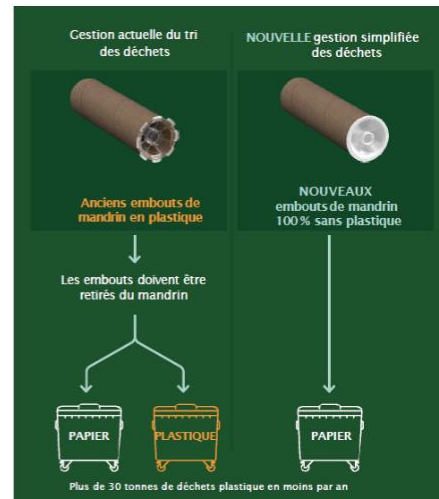 Gestion actuelle du tri
des déchets
Anciens embouts de
mandrin en plastique
Les embouts doivent être
retirés du mandrin
PAPIER
PLASTIQUE
NOUVELLE gestion simplifiée
des déchets
NOUVEAUX
embouts de mandrin
100 % sans plastique
PAPIER
Plus de 30 tonnes de déchets plastique en moins par an